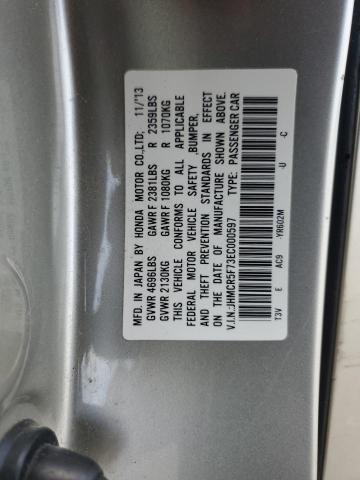 MFD. IN JAPAN BY HONDA MOTOR CO.,LTD; 11/'13
GVWR 4696LBS GAWR F 2381LBS R 2359LBS
GVWR 2130KG GAWR F 1080KG R 1070KG
THIS VEHICLE CONFORMS TO ALL APPLICABLE
FEDERAL MOTOR VEHICLE SAFETY ,BUMPER,
AND THEFT PREVENTION STANDARDS IN EFFECT
ON THE DATE OF MANUFACTURE SHOWN ABOVE.
V.I.N:JHMCR5F73EC000597 TYPE: PASSENGER CAR
T3V E AC9 -YR602M -U -C